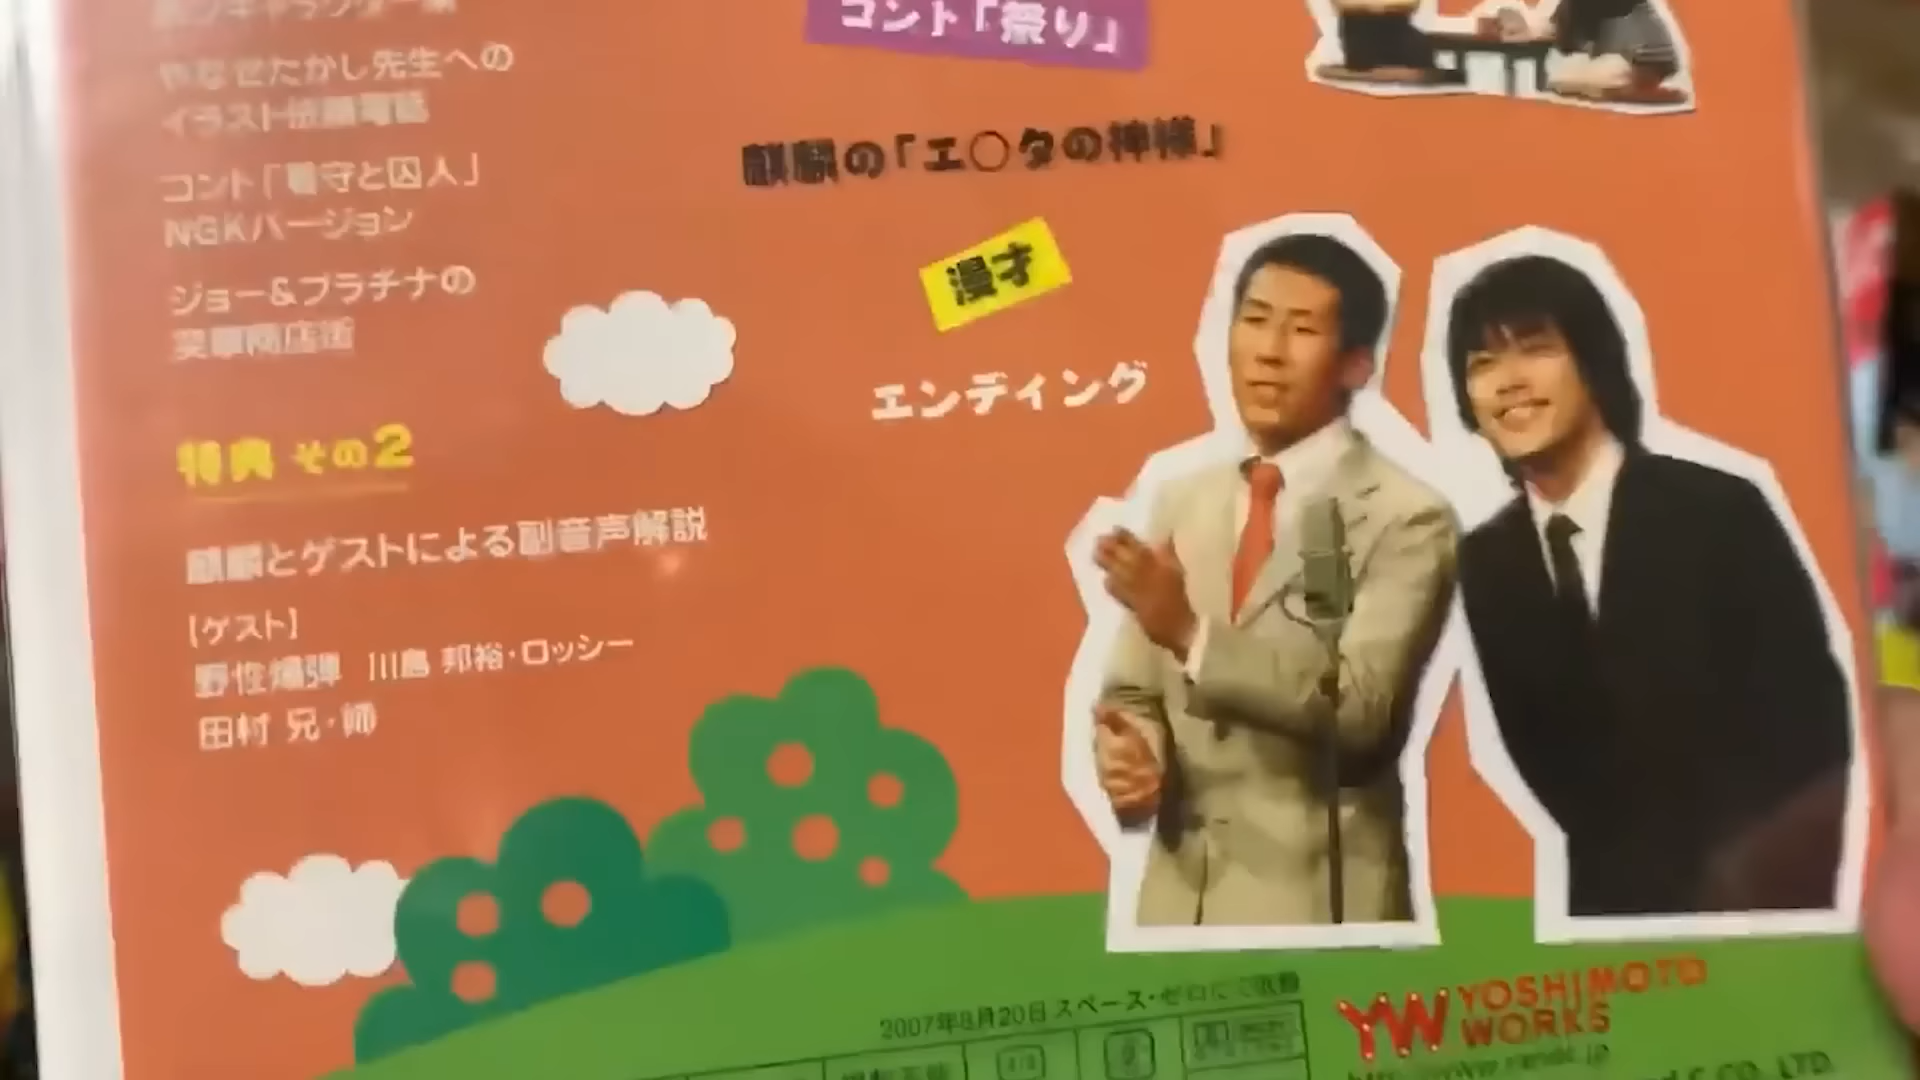 やなせたかし先生への
イラスト依頼電話
コント「看守と囚人」
NGKバージョン
ジョー&プラチナの
笑華商店街
特典 その2
麒麟とゲストによる副音声解説
【ゲスト】
野性爆弾 川島 邦裕・ロッシー
田村 兄・姉
コント「祭り」
麒麟の「エ○タの神様」
漫才
エンディング
2007年8月20日 スペース・ゼロにて収録
YW YOSHIMOTO
WORKS